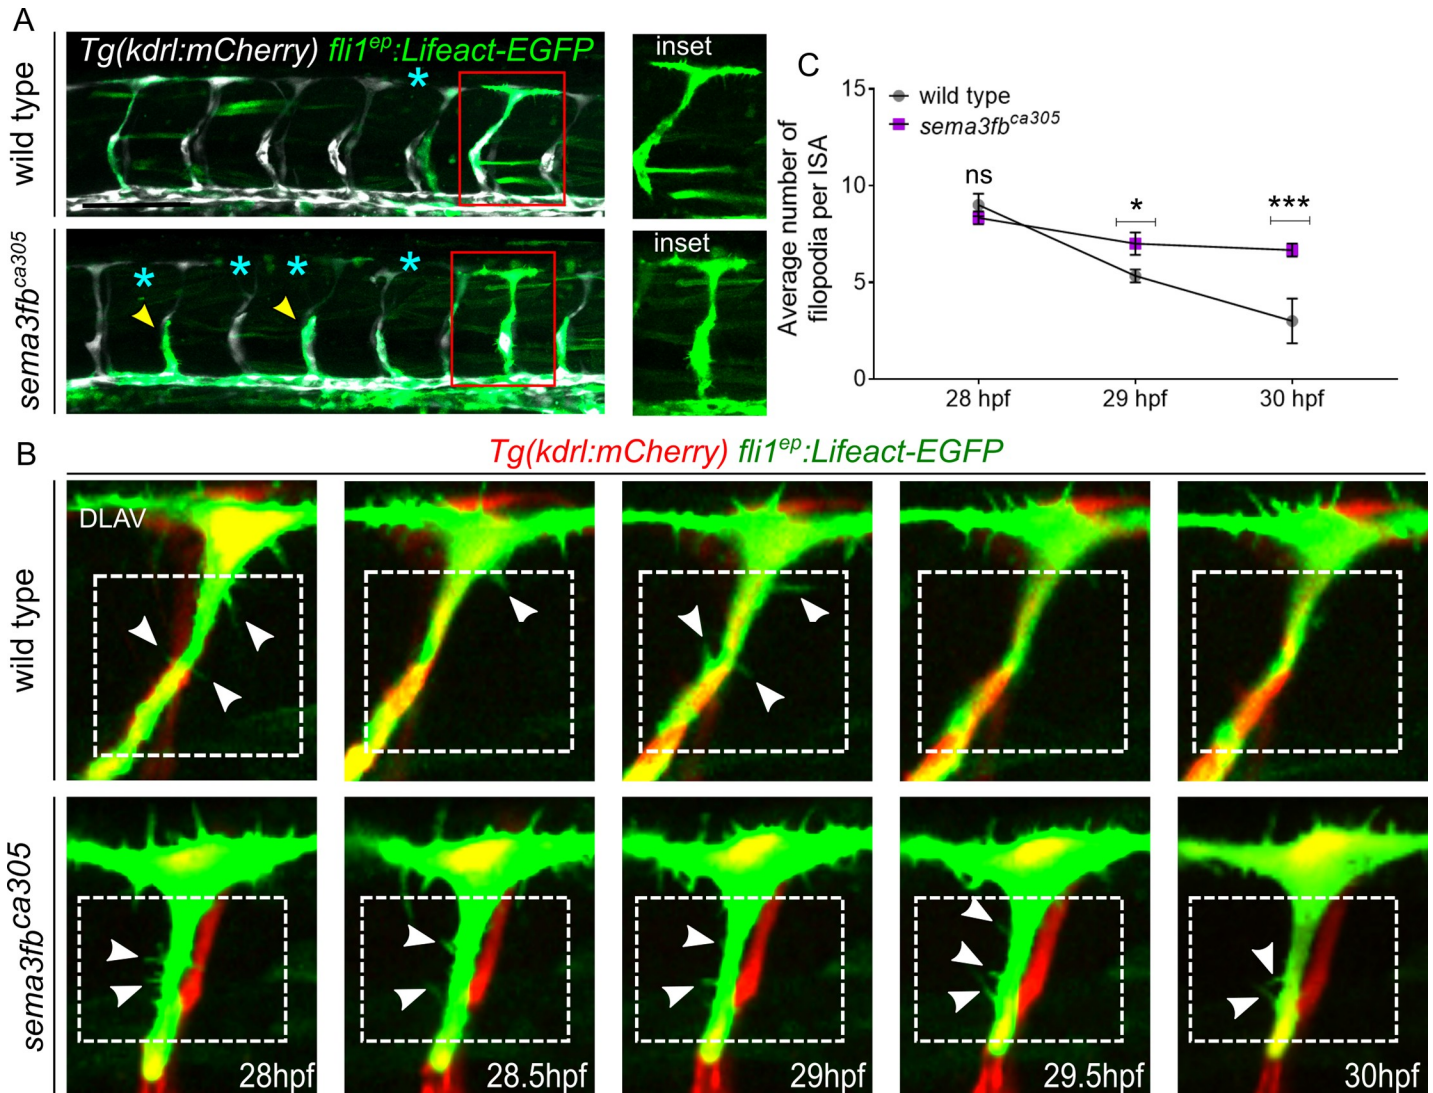 A
wild type
Tg(kdrl:mCherry) fli1ep:Lifeact-EGFP
*
inset
sema3fbca305
* * * *
inset
C
Average number of
filopodia per ISA
15
10
5
0
wild type
sema3fbca305
ns
*
***
28 hpf 29 hpf 30 hpf
B
Tg(kdrl:mCherry) fli1ep:Lifeact-EGFP
wild type
DLAV
sema3fbca305
28hpf 28.5hpf 29hpf 29.5hpf 30hpf